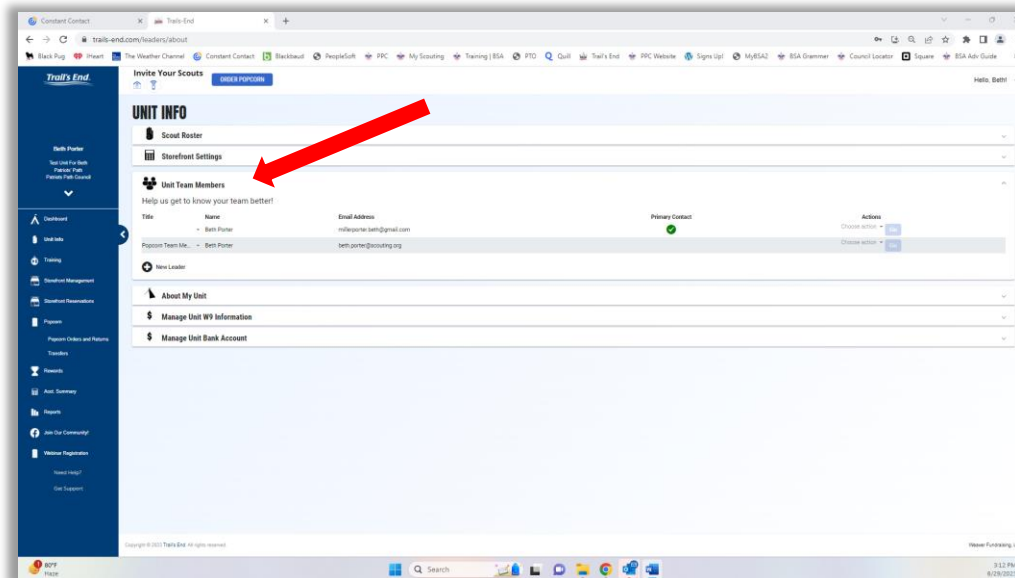 Constant Contact
Trails-End
trails-end.com/leaders/about
Black Pug iHeart The Weather Channel Constant Contact Blackbaud PeopleSoft PPC My.Scouting Training | BSA PTO Quill Trail's End PPC Website Signs Up! MyBSA2 BSA Grammer Council Locator Square BSA Adv Guide
Trail's End.
Invite Your Scouts
ORDER POPCORN
Hello, Beth!
UNIT INFO
Scout Roster
Storefront Settings
Beth Porter
Test Unit For Beth
Patriots' Path
Patriots Path Council
Unit Team Members
Help us get to know your team better!
Title Name Email Address Primary Contact Actions
Beth Porter millerporter.beth@gmail.com Choose action
Popcorn Team Me... Beth Porter beth.porter@scouting.org Choose action
New Leader
About My Unit
Manage Unit W9 Information
Manage Unit Bank Account
Dashboard
Unit Info
Training
Storefront Management
Storefront Reservations
Popcorn
Popcorn Orders and Returns
Transfers
Rewards
Acct. Summary
Reports
Join Our Community!
Webinar Registration
Need Help?
Get Support
Copyright © 2023 Trail's End. All rights reserved.
Weaver Fundraising,
80°F
Haze
Search
3:12 PM
6/29/202